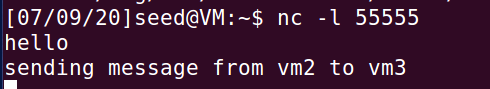 [07/09/20]seed@VM:~$ nc -l 55555
hello
sending message from vm2 to vm3